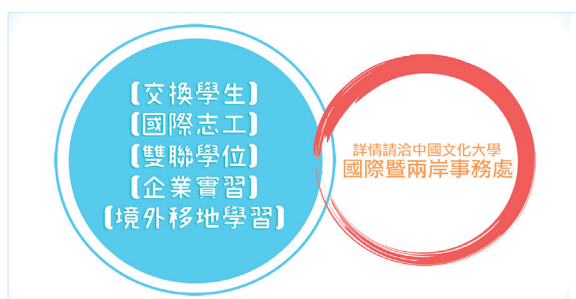 【交換學生】
【國際志工】
【雙聯學位】
【企業實習】
【境外移地學習】
詳情請洽中國文化大學
國際暨兩岸事務處